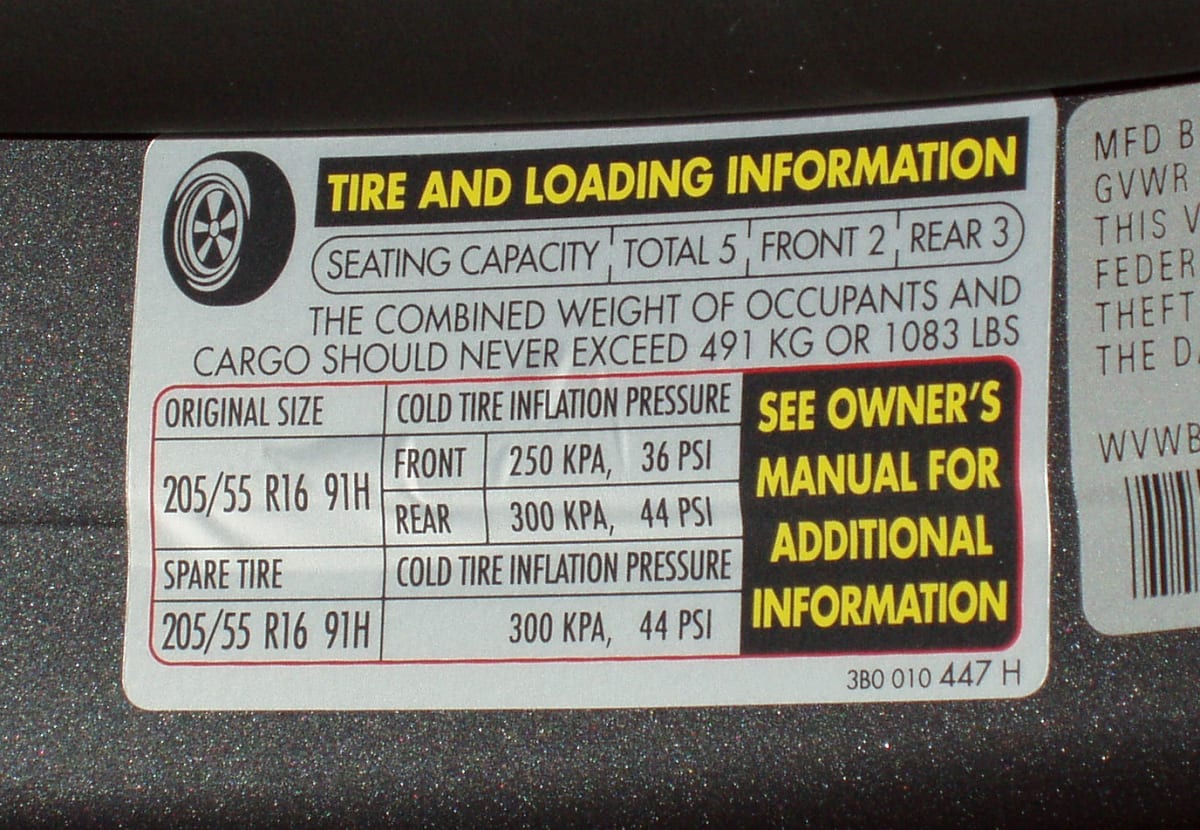 TIRE AND LOADING INFORMATION
SEATING CAPACITY TOTAL 5 FRONT 2 REAR 3
THE COMBINED WEIGHT OF OCCUPANTS AND
CARGO SHOULD NEVER EXCEED 491 KG OR 1083 LBS
ORIGINAL SIZE COLD TIRE INFLATION PRESSURE
205/55 R16 91H
FRONT 250 KPA, 36 PSI
REAR 300 KPA, 44 PSI
SPARE TIRE COLD TIRE INFLATION PRESSURE
205/55 R16 91H 300 KPA, 44 PSI
SEE OWNER'S
MANUAL FOR
ADDITIONAL
INFORMATION
3B0 010 447 H
MFD B
GVWR
THIS V
FEDER
THEFT
THE DA
WVWB